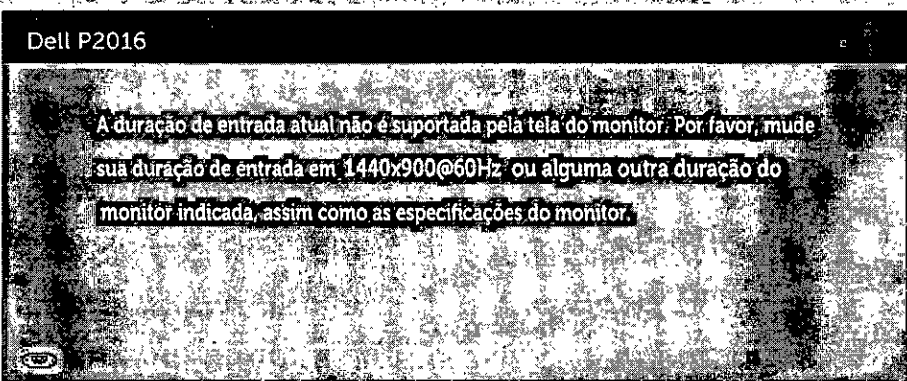 Dell P2016
A duração de entrada atual não é suportada pela tela do monitor. Por favor, mude
sua duração de entrada em 1440x900@60Hz ou alguma outra duração do
monitor indicada, assim como as especificações do monitor.